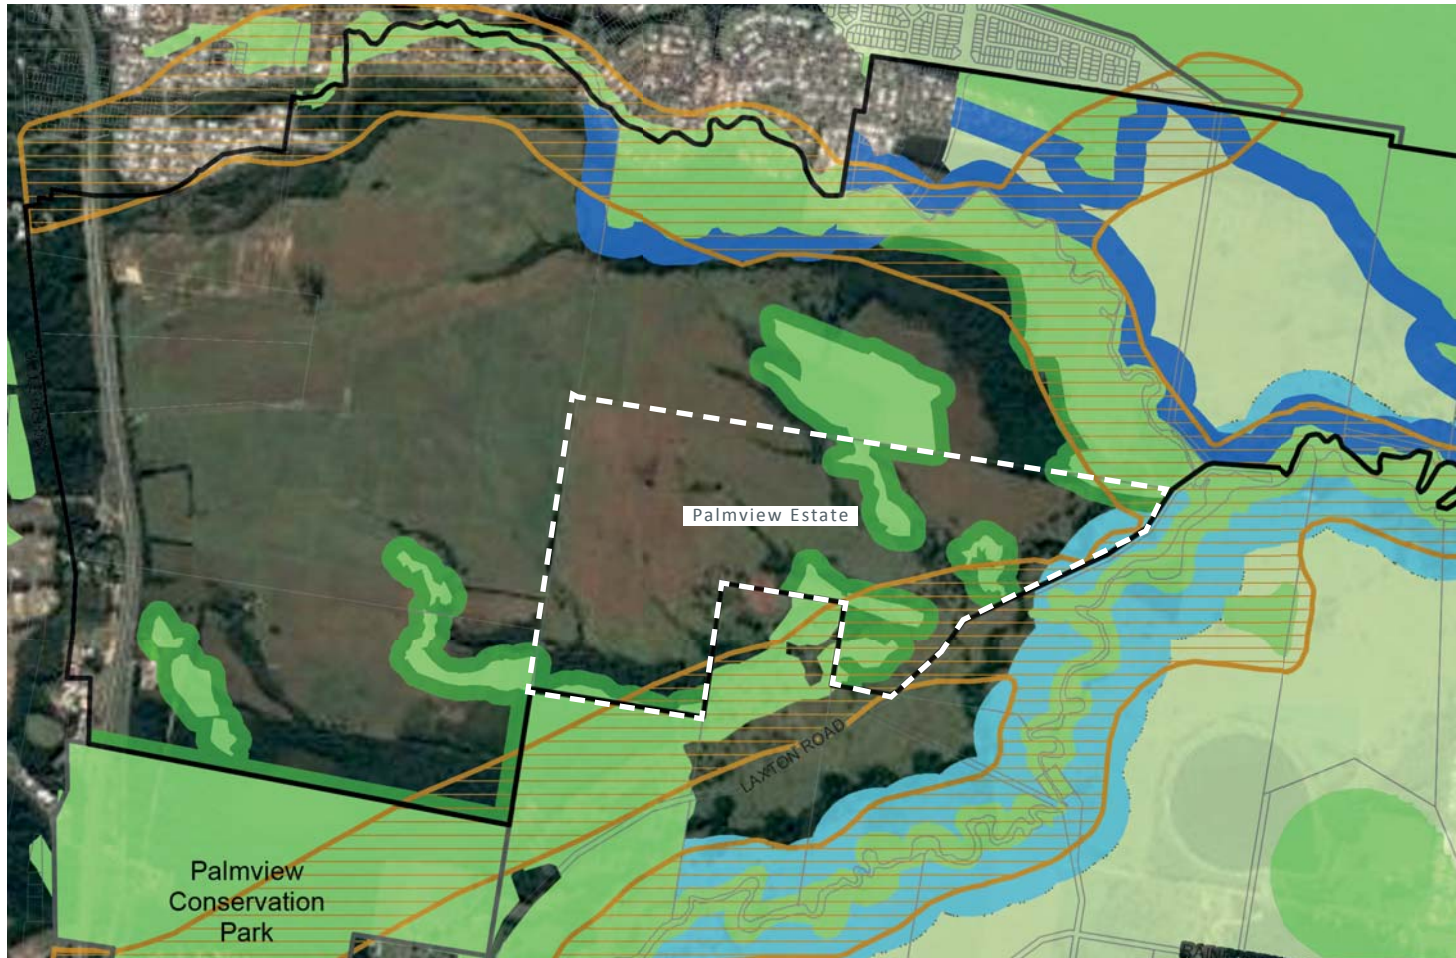 Palmview Estate
LAXTON ROAD
Palmview
Conservation
Park